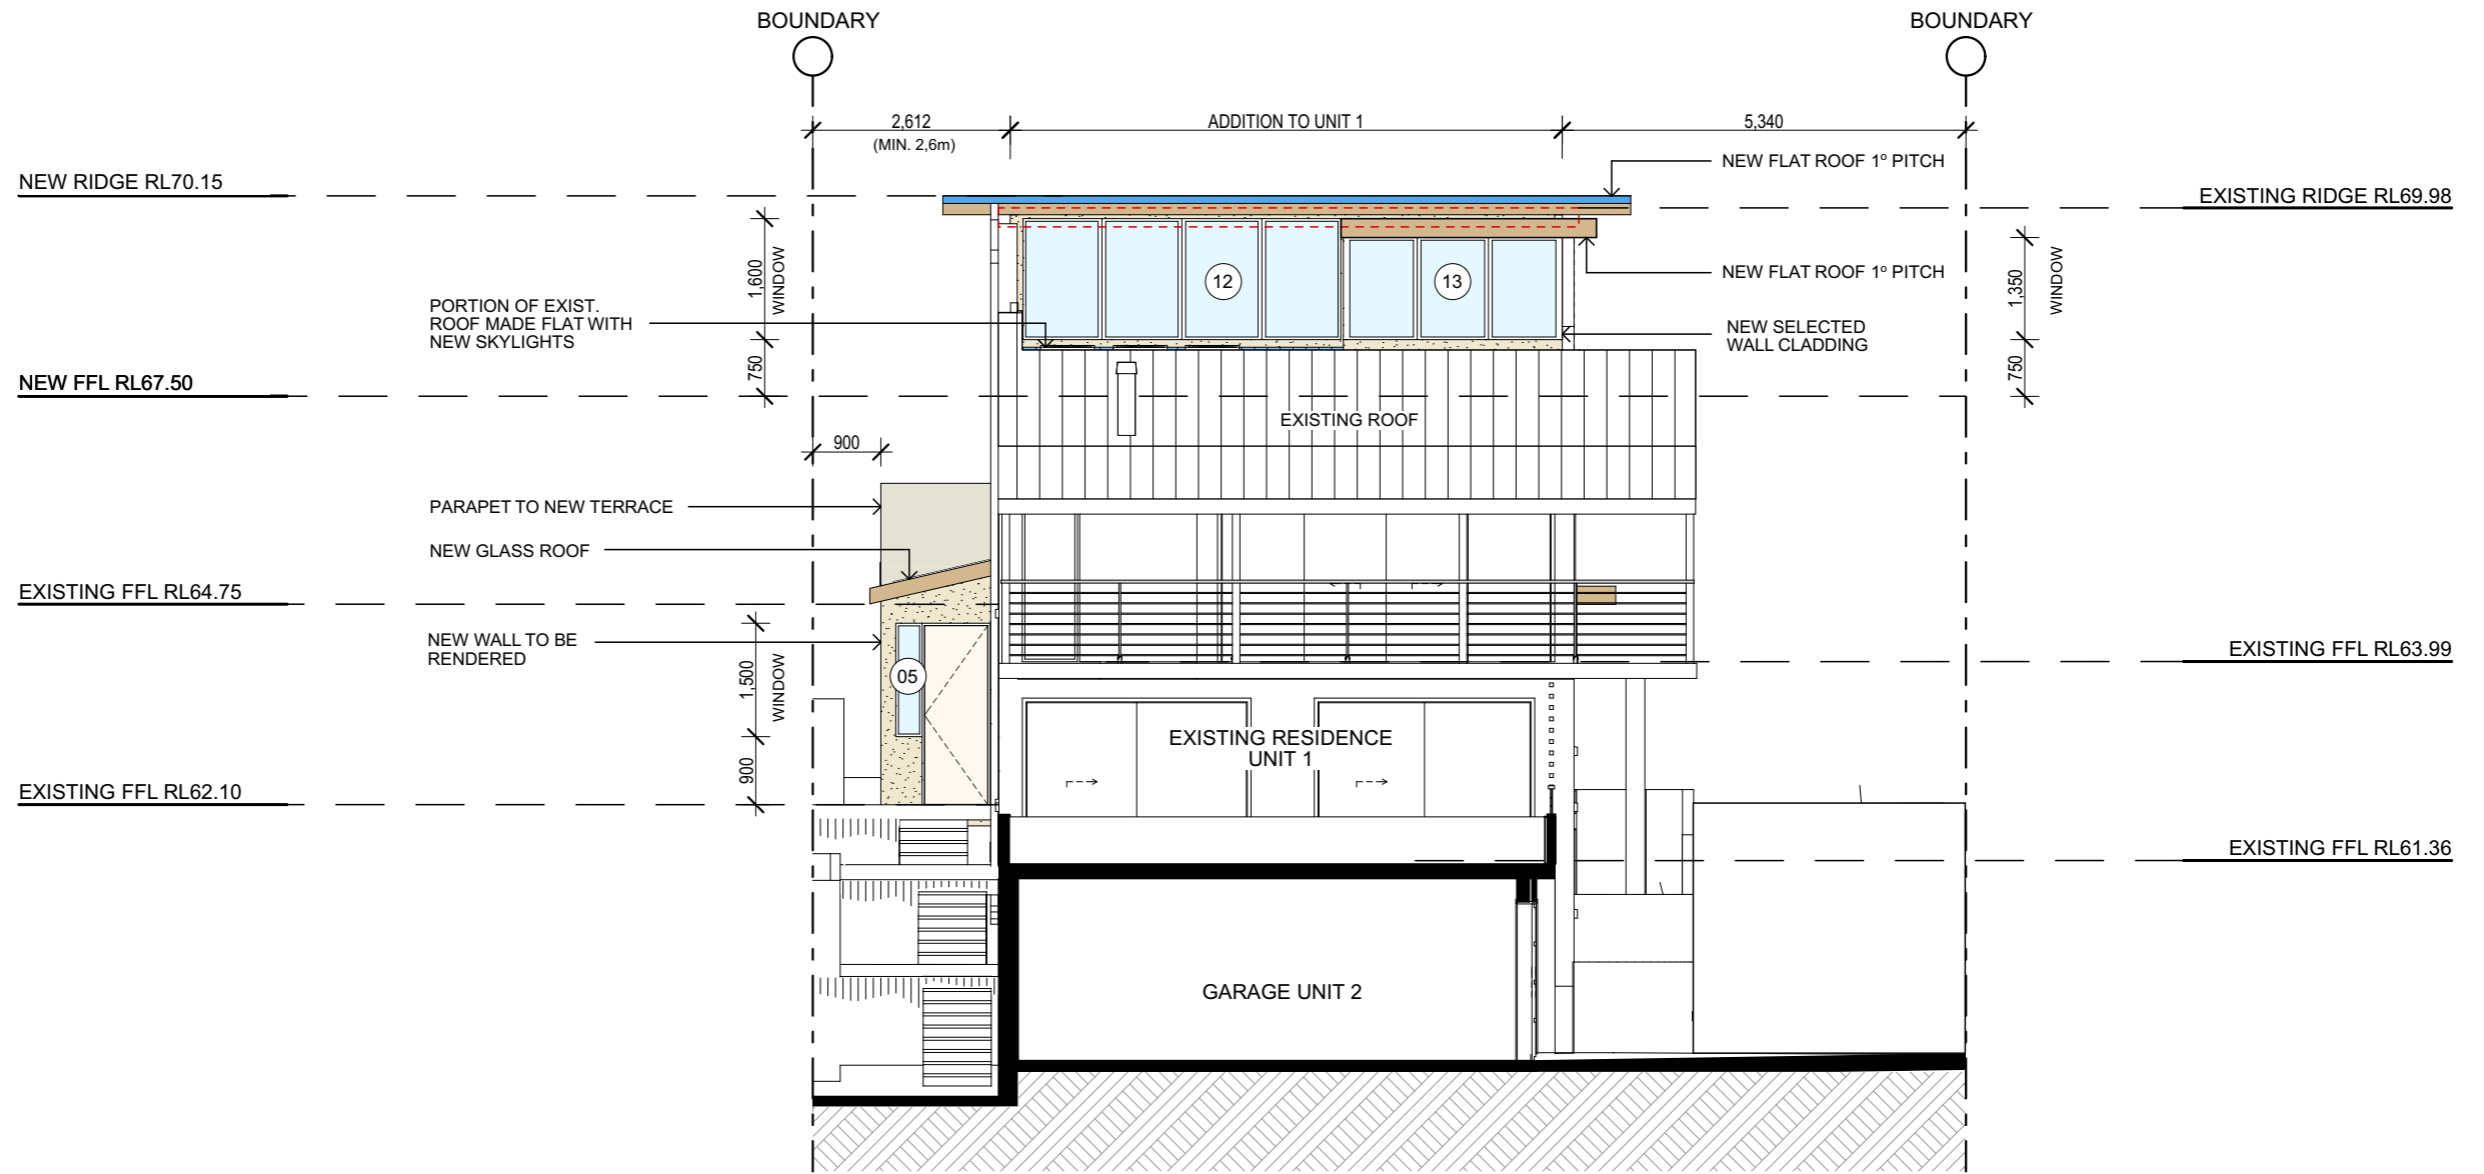 BOUNDARY
BOUNDARY
2,612
(MIN. 2,6m)
ADDITION TO UNIT 1
5,340
NEW FLAT ROOF 1º PITCH
NEW RIDGE RL70.15
EXISTING RIDGE RL69.98
1,600
WINDOW
12
13
NEW FLAT ROOF 1º PITCH
1,350
WINDOW
PORTION OF EXIST.
ROOF MADE FLAT WITH
NEW SKYLIGHTS
NEW SELECTED
WALL CLADDING
750
750
NEW FFL RL67.50
EXISTING ROOF
900
PARAPET TO NEW TERRACE
NEW GLASS ROOF
EXISTING FFL RL64.75
NEW WALL TO BE
RENDERED
EXISTING FFL RL63.99
1,500
WINDOW
05
EXISTING RESIDENCE
UNIT 1
900
EXISTING FFL RL62.10
EXISTING FFL RL61.36
GARAGE UNIT 2